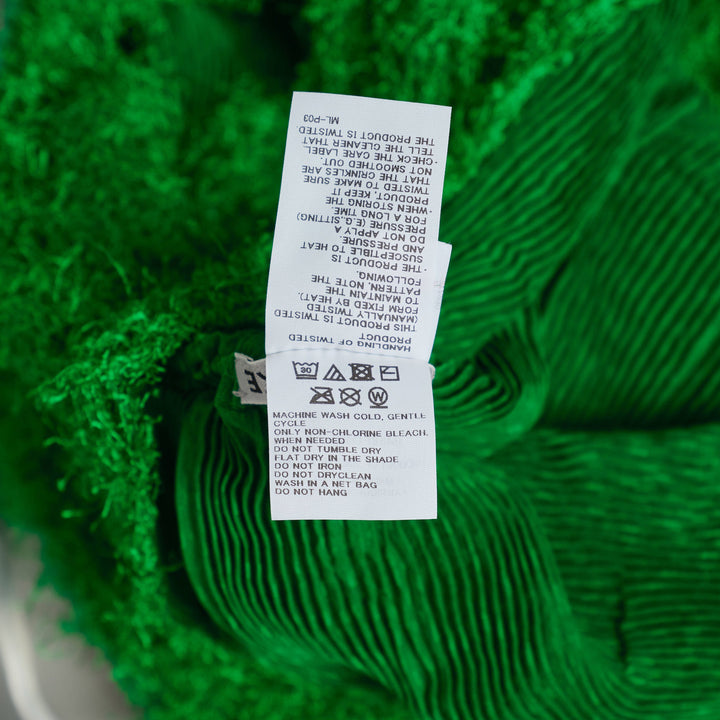 HANDLING OF TWISTED
PRODUCT
THIS PRODUCT IS TWISTED
(MANUALLY TWISTED
FORM FIXED BY HEAT).
TO MAINTAIN THE
PATTERN, NOTE THE
FOLLOWING.
・THE PRODUCT IS
SUSCEPTIBLE TO HEAT
AND PRESSURE.
DO NOT APPLY A
PRESSURE (E.G.,SITTING)
FOR A LONG TIME.
・WHEN STORING THE
PRODUCT, KEEP IT
TWISTED TO MAKE SURE
THAT THE CRINKLES ARE
NOT SMOOTHED OUT.
・CHECK THE CARE LABEL.
TELL THE CLEANER THAT
THE PRODUCT IS TWISTED.
ML-P03
KE
30
W
MACHINE WASH COLD, GENTLE
CYCLE
ONLY NON-CHLORINE BLEACH.
WHEN NEEDED
DO NOT TUMBLE DRY
FLAT DRY IN THE SHADE
DO NOT IRON
DO NOT DRYCLEAN
WASH IN A NET BAG
DO NOT HANG